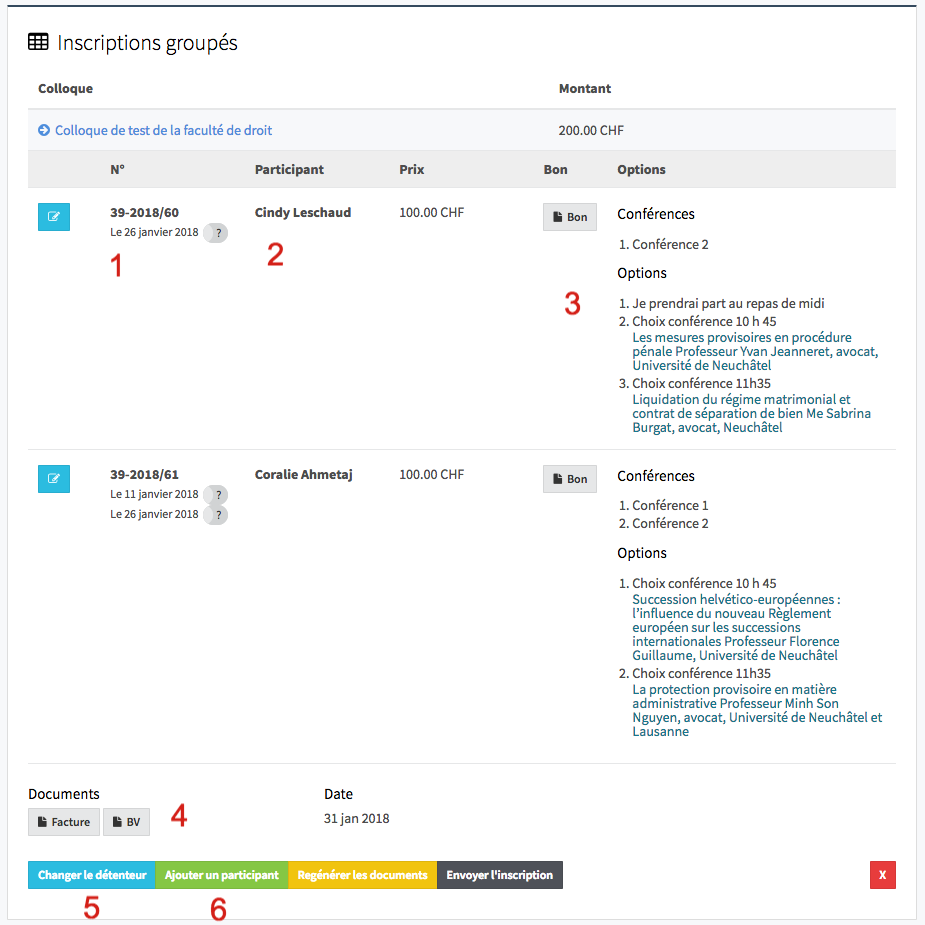 Inscriptions groupés
Colloque Montant
Colloque de test de la faculté de droit 200.00 CHF
N° Participant Prix Bon Options
39-2018/60 Cindy Leschaud 100.00 CHF Bon Conférences
Le 26 janvier 2018 ?
1. Conférence 2
1 2
Options
3
1. Je prendrai part au repas de midi
2. Choix conférence 10 h 45
Les mesures provisoires en procédure
pénale Professeur Yvan Jeanneret, avocat,
Université de Neuchâtel
3. Choix conférence 11h35
Liquidation du régime matrimonial et
contrat de séparation de bien Me Sabrina
Burgat, avocat, Neuchâtel
39-2018/61 Coralie Ahmetaj 100.00 CHF Bon Conférences
Le 11 janvier 2018 ?
Le 26 janvier 2018 ?
1. Conférence 1
2. Conférence 2
Options
1. Choix conférence 10 h 45
Succession helvético-européennes :
l'influence du nouveau Règlement
européen sur les successions
internationales Professeur Florence
Guillaume, Université de Neuchâtel
2. Choix conférence 11h35
La protection provisoire en matière
administrative Professeur Minh Son
Nguyen, avocat, Université de Neuchâtel et
Lausanne
Documents Date
Facture BV 4 31 jan 2018
Changer le détenteur Ajouter un participant Regénérer les documents Envoyer l'inscription X
5 6